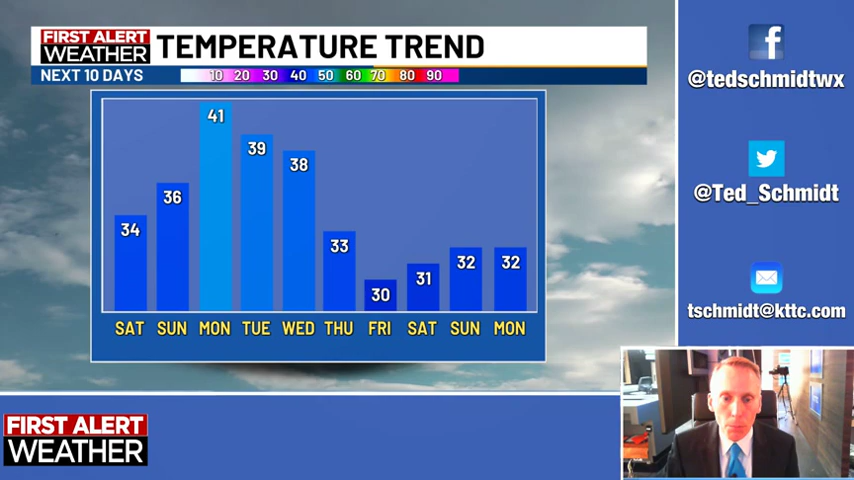 FIRST ALERT
WEATHER
TEMPERATURE TREND
NEXT 10 DAYS
10 20 30 40 50 60 70 80 90
34 36 41 39 38 33 30 31 32 32
SAT SUN MON TUE WED THU FRI SAT SUN MON
@tedschmidtwx
@Ted_Schmidt
tschmidt@kttc.com
FIRST ALERT
WEATHER